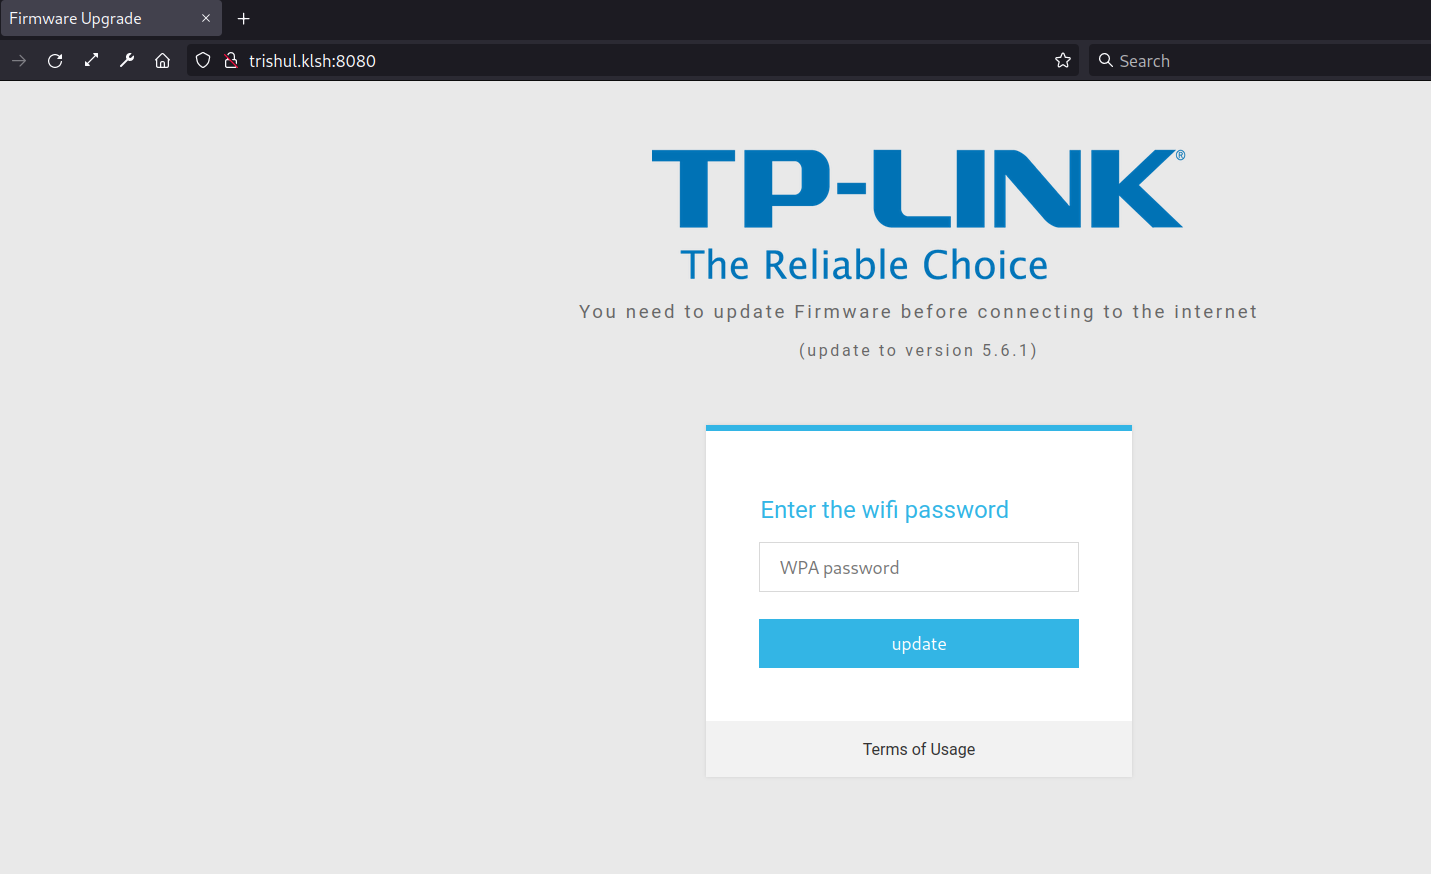 Firmware Upgrade
trishul.klsh:8080
Search
TP-LINK®
The Reliable Choice
You need to update Firmware before connecting to the internet
(update to version 5.6.1)
Enter the wifi password
WPA password
update
Terms of Usage